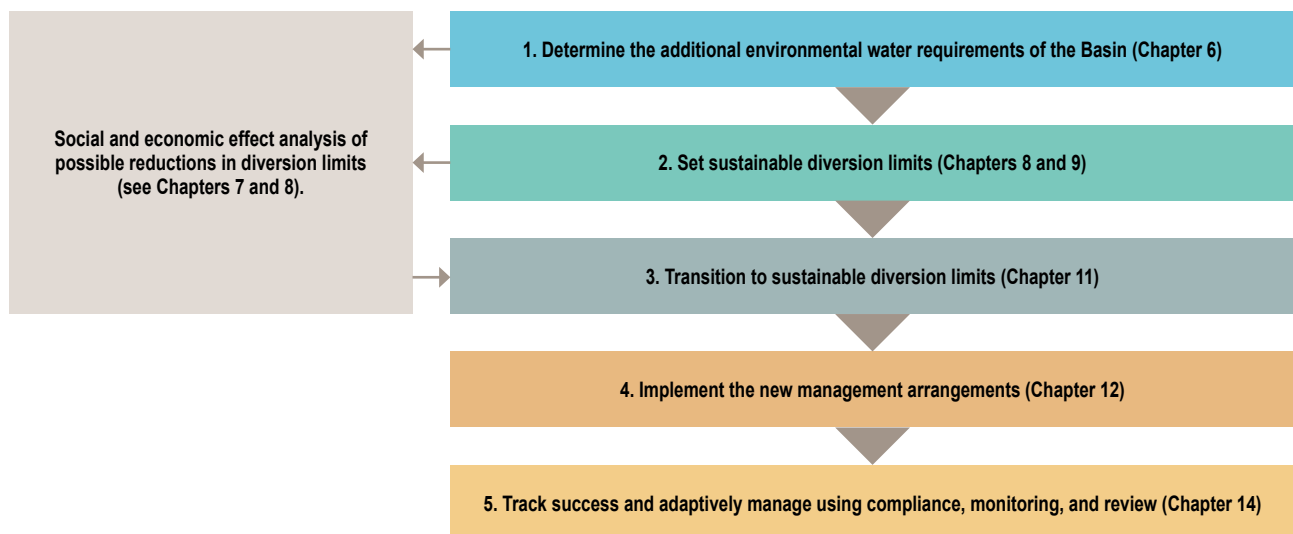 Social and economic effect analysis of
possible reductions in diversion limits
(see Chapters 7 and 8).
1. Determine the additional environmental water requirements of the Basin (Chapter 6)
2. Set sustainable diversion limits (Chapters 8 and 9)
3. Transition to sustainable diversion limits (Chapter 11)
4. Implement the new management arrangements (Chapter 12)
5. Track success and adaptively manage using compliance, monitoring, and review (Chapter 14)